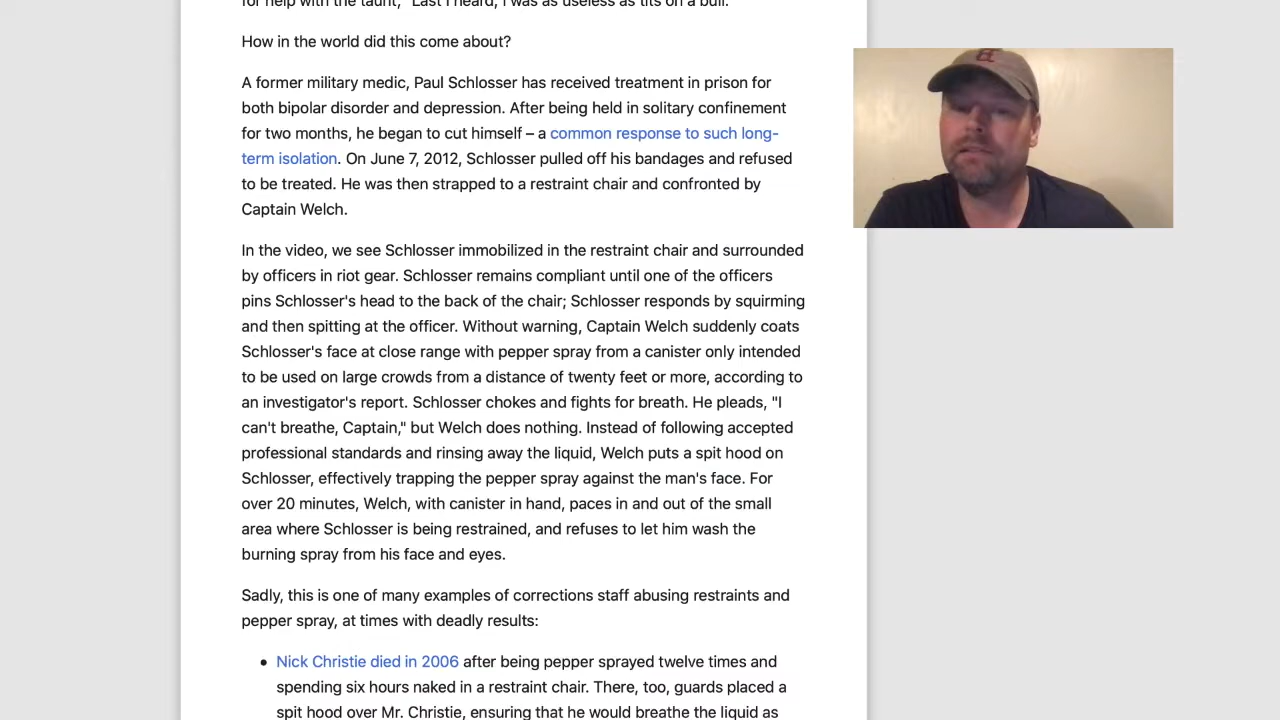 for help with the taunt, "Last I heard, I was as useless as tits on a bull."
How in the world did this come about?
A former military medic, Paul Schlosser has received treatment in prison for
both bipolar disorder and depression. After being held in solitary confinement
for two months, he began to cut himself – a common response to such long-
term isolation. On June 7, 2012, Schlosser pulled off his bandages and refused
to be treated. He was then strapped to a restraint chair and confronted by
Captain Welch.
In the video, we see Schlosser immobilized in the restraint chair and surrounded
by officers in riot gear. Schlosser remains compliant until one of the officers
pins Schlosser's head to the back of the chair; Schlosser responds by squirming
and then spitting at the officer. Without warning, Captain Welch suddenly coats
Schlosser's face at close range with pepper spray from a canister only intended
to be used on large crowds from a distance of twenty feet or more, according to
an investigator's report. Schlosser chokes and fights for breath. He pleads, "I
can't breathe, Captain," but Welch does nothing. Instead of following accepted
professional standards and rinsing away the liquid, Welch puts a spit hood on
Schlosser, effectively trapping the pepper spray against the man's face. For
over 20 minutes, Welch, with canister in hand, paces in and out of the small
area where Schlosser is being restrained, and refuses to let him wash the
burning spray from his face and eyes.
Sadly, this is one of many examples of corrections staff abusing restraints and
pepper spray, at times with deadly results:
• Nick Christie died in 2006 after being pepper sprayed twelve times and
spending six hours naked in a restraint chair. There, too, guards placed a
spit hood over Mr. Christie, ensuring that he would breathe the liquid as